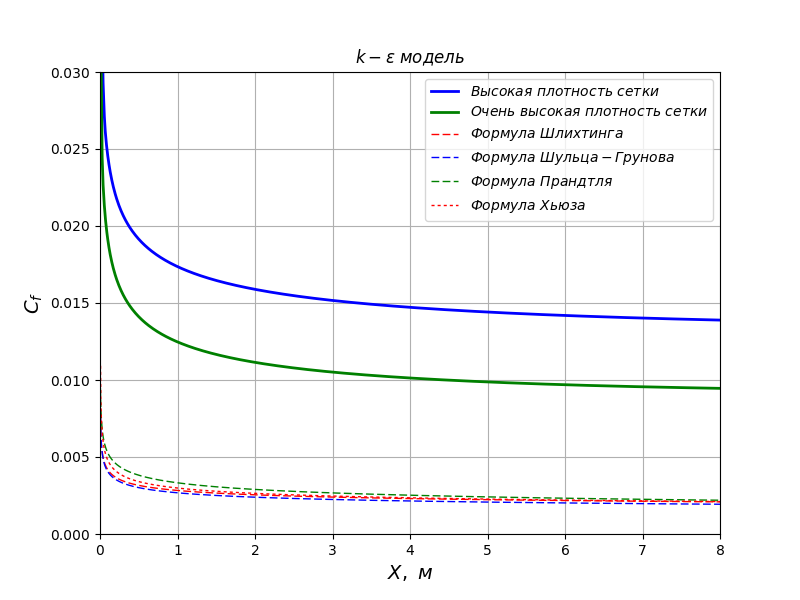 k − ε модель
0.030
0.025
0.020
0.015
0.010
0.005
0.000
C_f
Высокая плотность сетки
Очень высокая плотность сетки
Формула Шлихтинга
Формула Шульца − Грунова
Формула Прандтля
Формула Хьюза
0 1 2 3 4 5 6 7 8
X, м